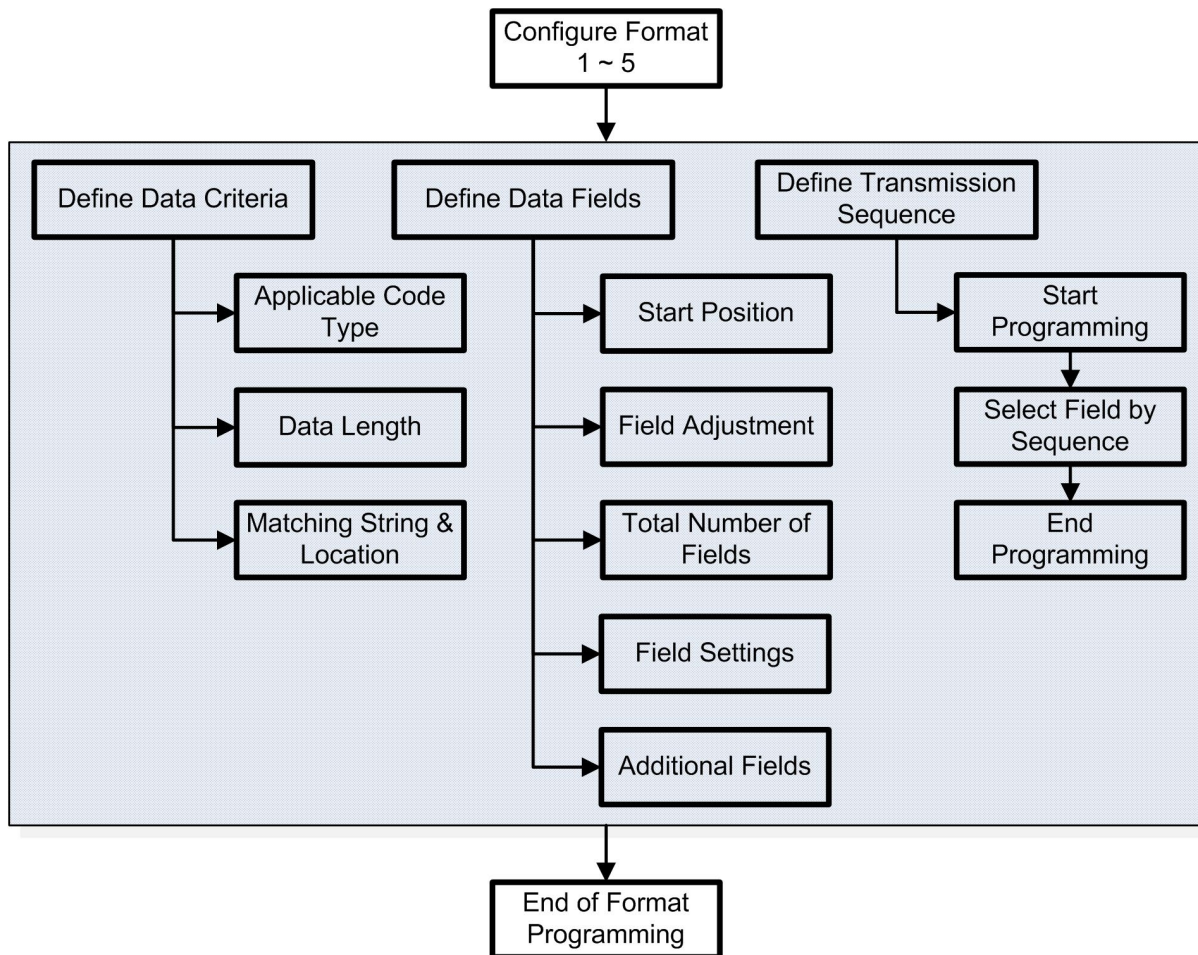 Configure Format
1 ~ 5
Define Data Criteria
Applicable Code
Type
Data Length
Matching String &
Location
Define Data Fields
Start Position
Field Adjustment
Total Number of
Fields
Field Settings
Additional Fields
Define Transmission
Sequence
Start
Programming
Select Field by
Sequence
End
Programming
End of Format
Programming